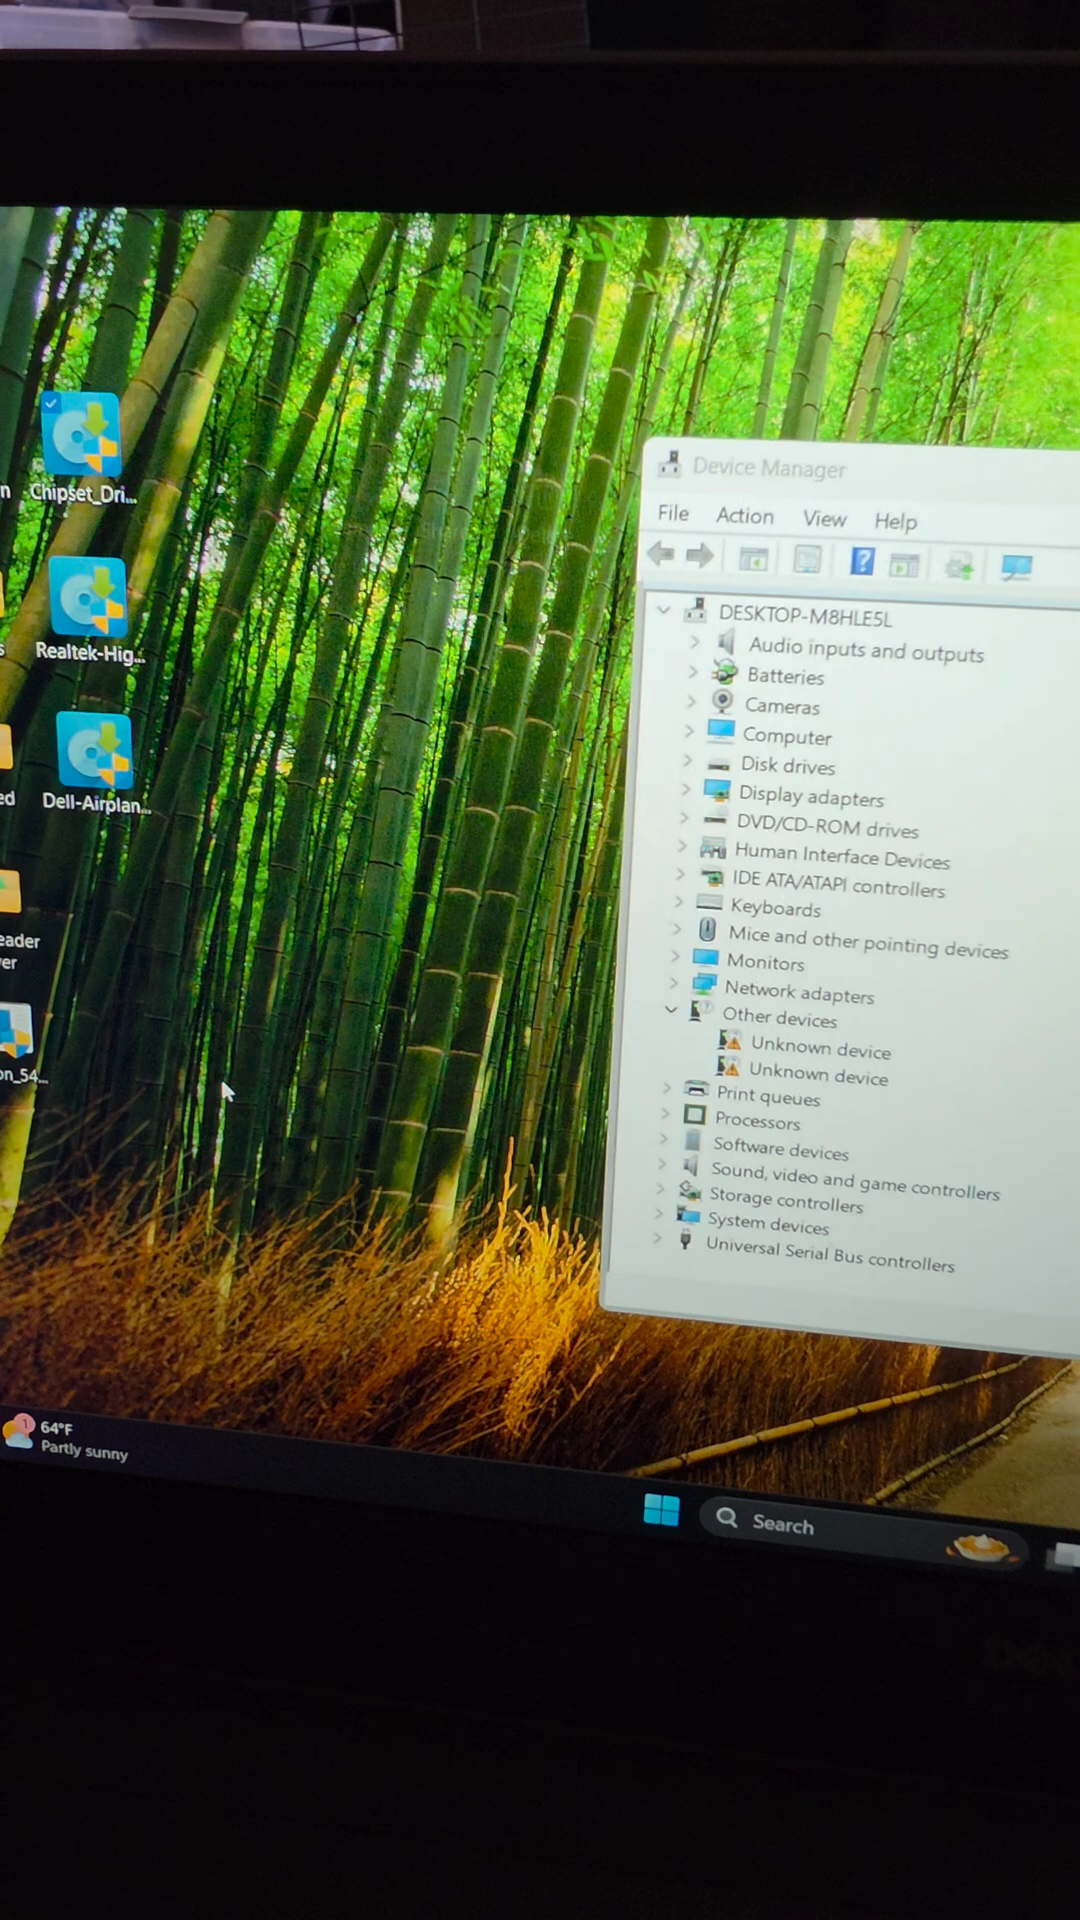 Chipset_Dri...
Realtek-Hig...
Dell-Airplan...
eader
er
on_54...
Device Manager
File Action View Help
DESKTOP-M8HLE5L
Audio inputs and outputs
Batteries
Cameras
Computer
Disk drives
Display adapters
DVD/CD-ROM drives
Human Interface Devices
IDE ATA/ATAPI controllers
Keyboards
Mice and other pointing devices
Monitors
Network adapters
Other devices
Unknown device
Unknown device
Print queues
Processors
Software devices
Sound, video and game controllers
Storage controllers
System devices
Universal Serial Bus controllers
1
64°F
Partly sunny
Search